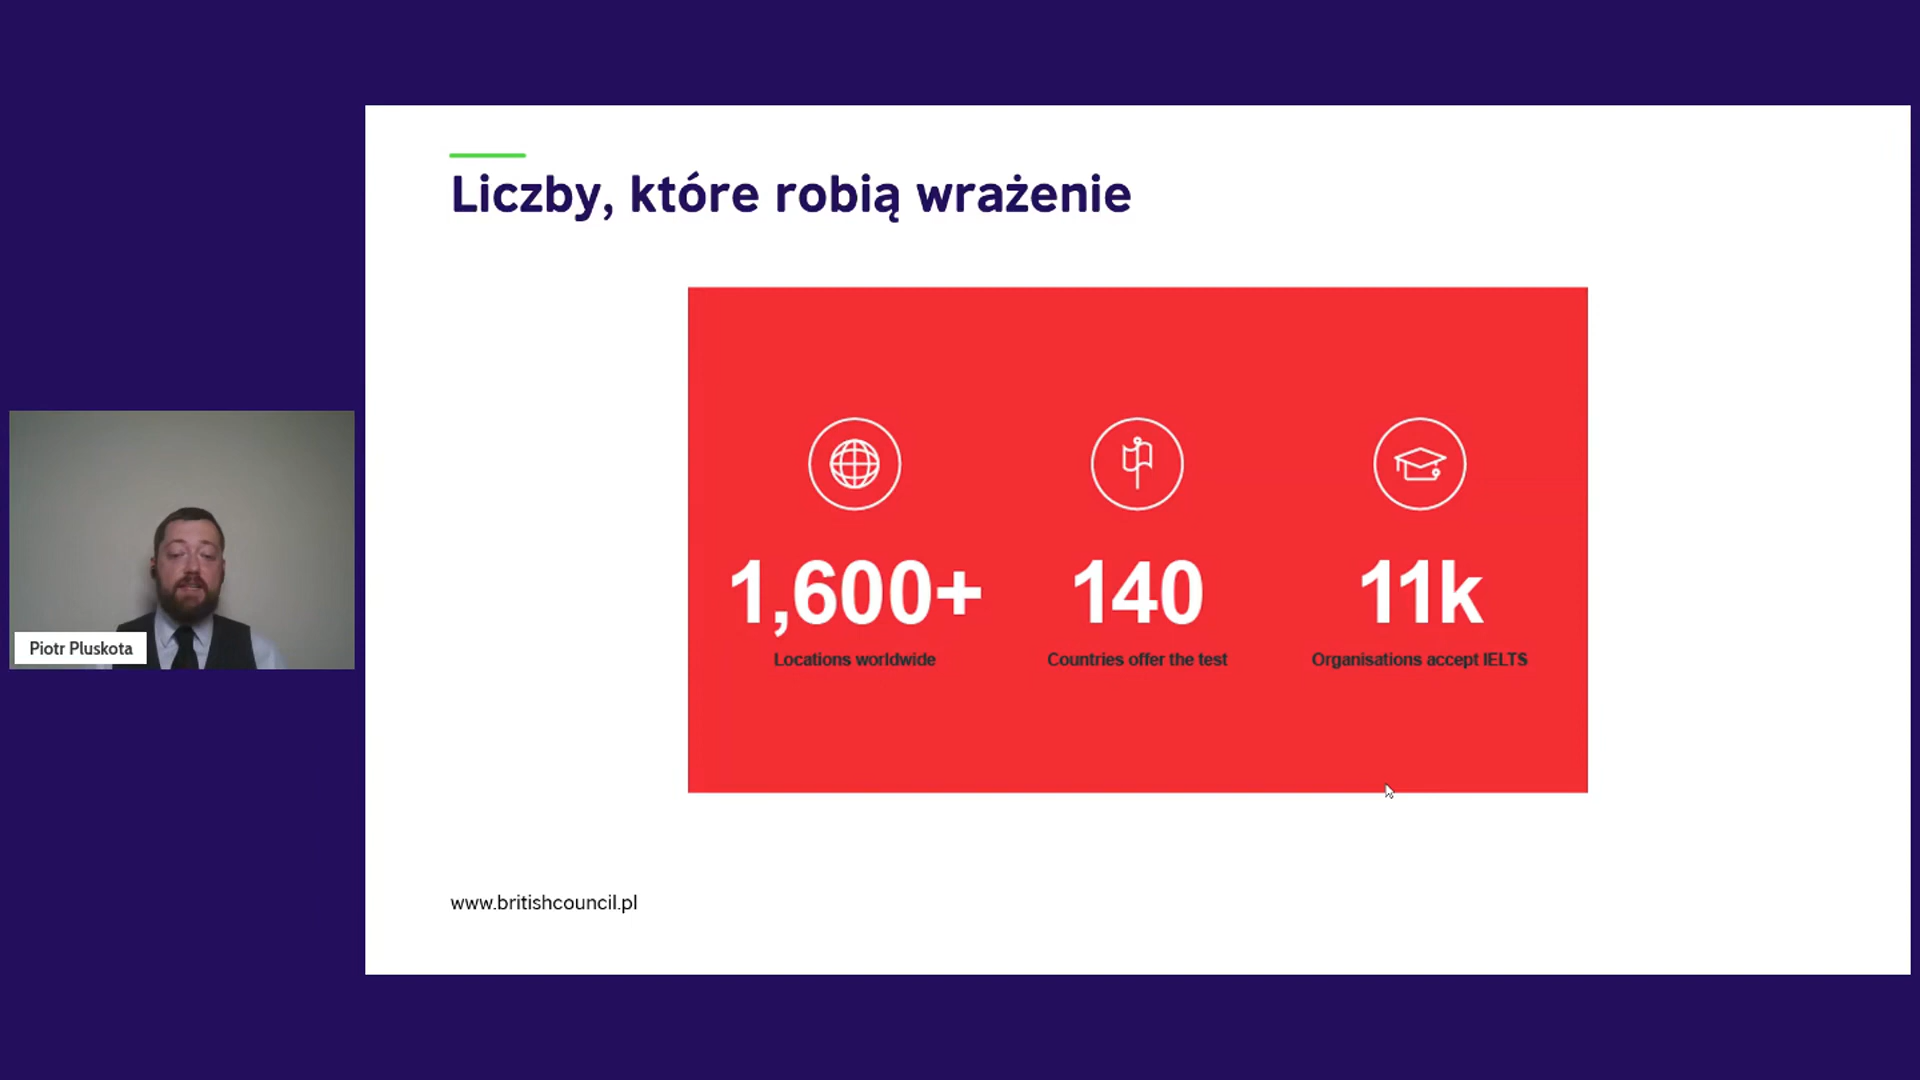 Liczby, które robią wrażenie
1,600+
Locations worldwide
140
Countries offer the test
11k
Organisations accept IELTS
Piotr Pluskota
www.britishcouncil.pl